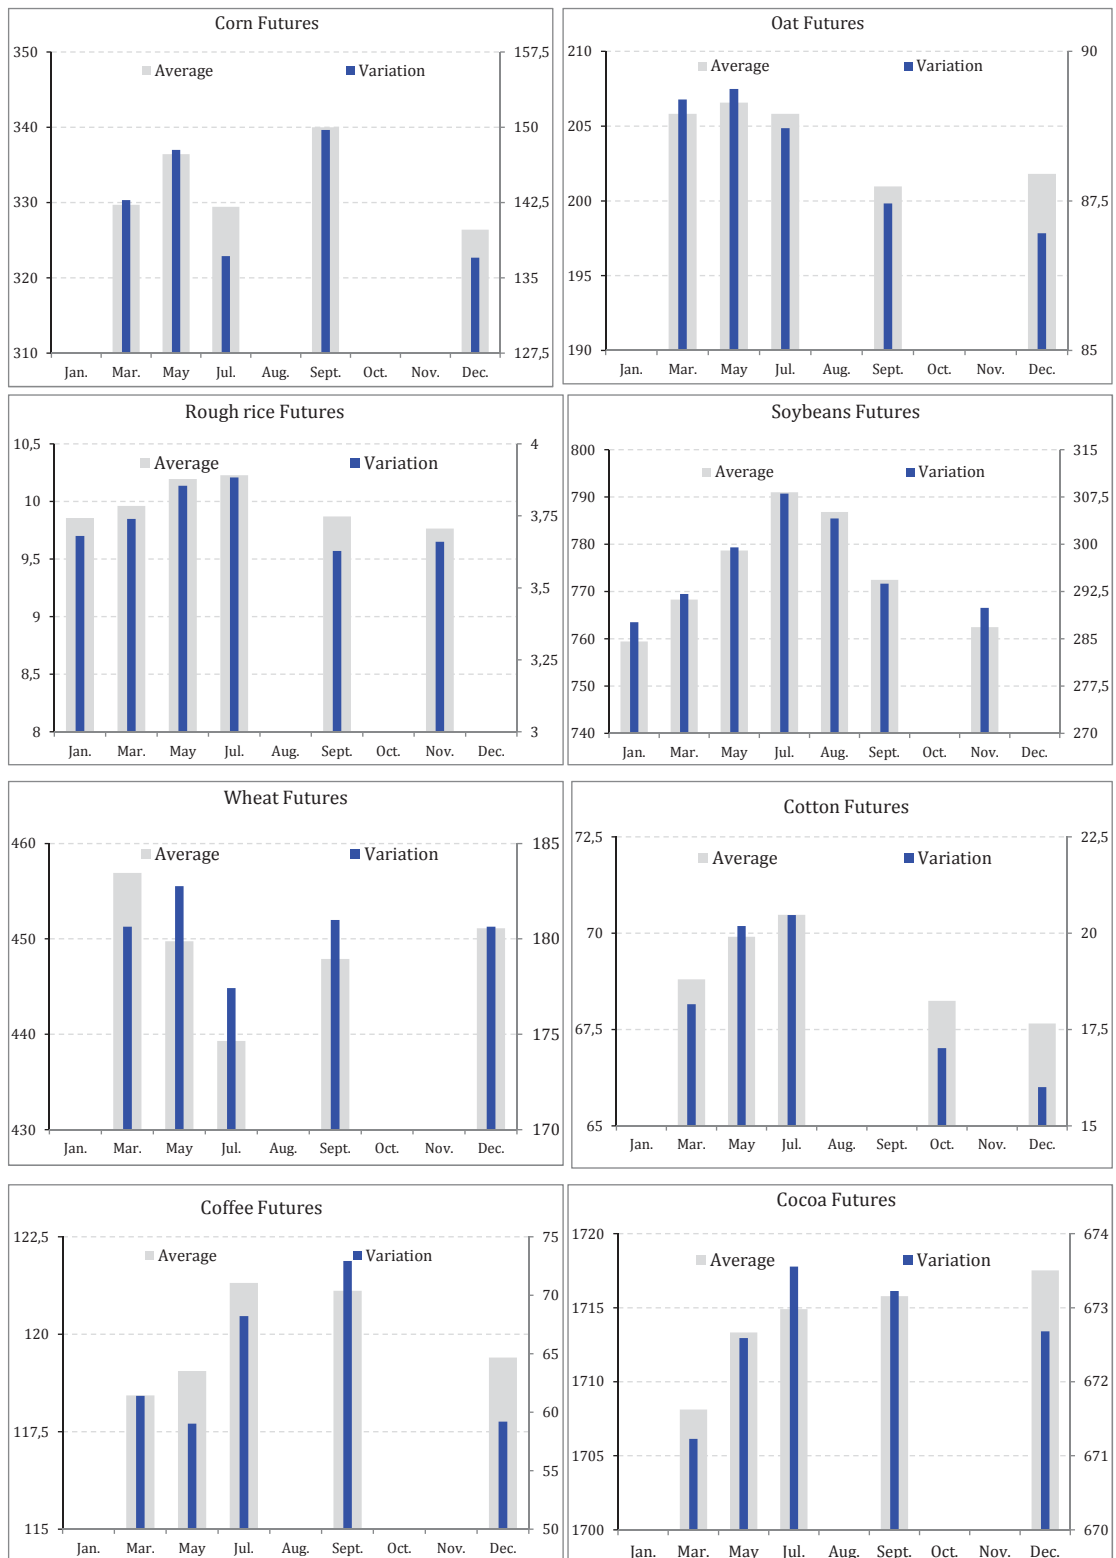 Corn Futures
350
340
330
320
310
157,5
150
142,5
135
127,5
Average
Variation
Jan. Mar. May Jul. Aug. Sept. Oct. Nov. Dec.
Oat Futures
210
205
200
195
190
90
87,5
85
Average
Variation
Jan. Mar. May Jul. Aug. Sept. Oct. Nov. Dec.
Rough rice Futures
10,5
10
9,5
9
8,5
8
4
3,75
3,5
3,25
3
Average
Variation
Jan. Mar. May Jul. Aug. Sept. Oct. Nov. Dec.
Soybeans Futures
800
790
780
770
760
750
740
315
307,5
300
292,5
285
277,5
270
Average
Variation
Jan. Mar. May Jul. Aug. Sept. Oct. Nov. Dec.
Wheat Futures
460
450
440
430
185
180
175
170
Average
Variation
Jan. Mar. May Jul. Aug. Sept. Oct. Nov. Dec.
Cotton Futures
72,5
70
67,5
65
22,5
20
17,5
15
Average
Variation
Jan. Mar. May Jul. Aug. Sept. Oct. Nov. Dec.
Coffee Futures
122,5
120
117,5
115
75
70
65
60
55
50
Average
Variation
Jan. Mar. May Jul. Aug. Sept. Oct. Nov. Dec.
Cocoa Futures
1720
1715
1710
1705
1700
674
673
672
671
670
Average
Variation
Jan. Mar. May Jul. Aug. Sept. Oct. Nov. Dec.